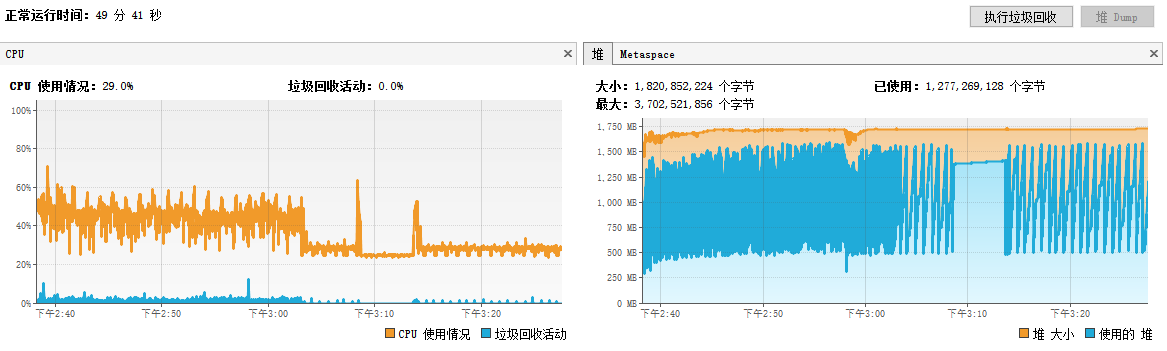 正常运行时间: 49 分 41 秒
执行垃圾回收
堆 Dump
CPU
CPU 使用情况: 29.0%
垃圾回收活动: 0.0%
100%
80%
60%
40%
20%
0%
下午2:40
下午2:50
下午3:00
下午3:10
下午3:20
CPU 使用情况
垃圾回收活动
堆
Metaspace
大小: 1,820,852,224 个字节
已使用: 1,277,269,128 个字节
最大: 3,702,521,856 个字节
1,750 MB
1,500 MB
1,250 MB
1,000 MB
750 MB
500 MB
250 MB
0 MB
下午2:40
下午2:50
下午3:00
下午3:10
下午3:20
堆 大小
使用的 堆